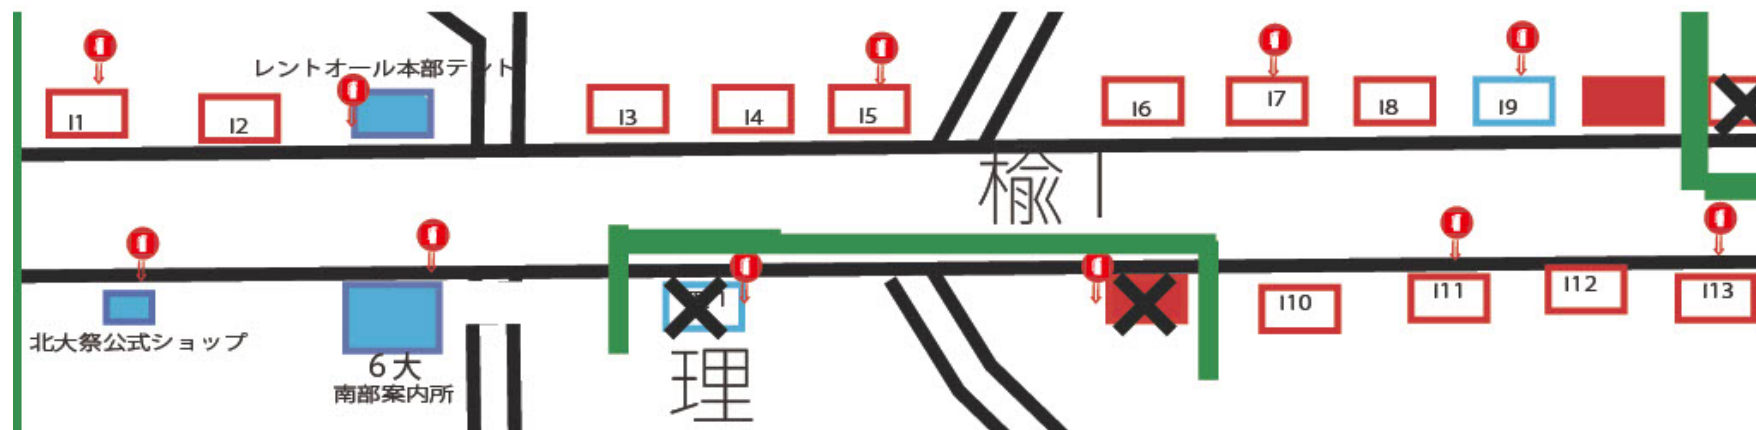 レントオール本部テント
I1
I2
I3
I4
I5
I6
I7
I8
I9
楡
北大祭公式ショップ
6大
南部案内所
理
I10
I11
I12
I13